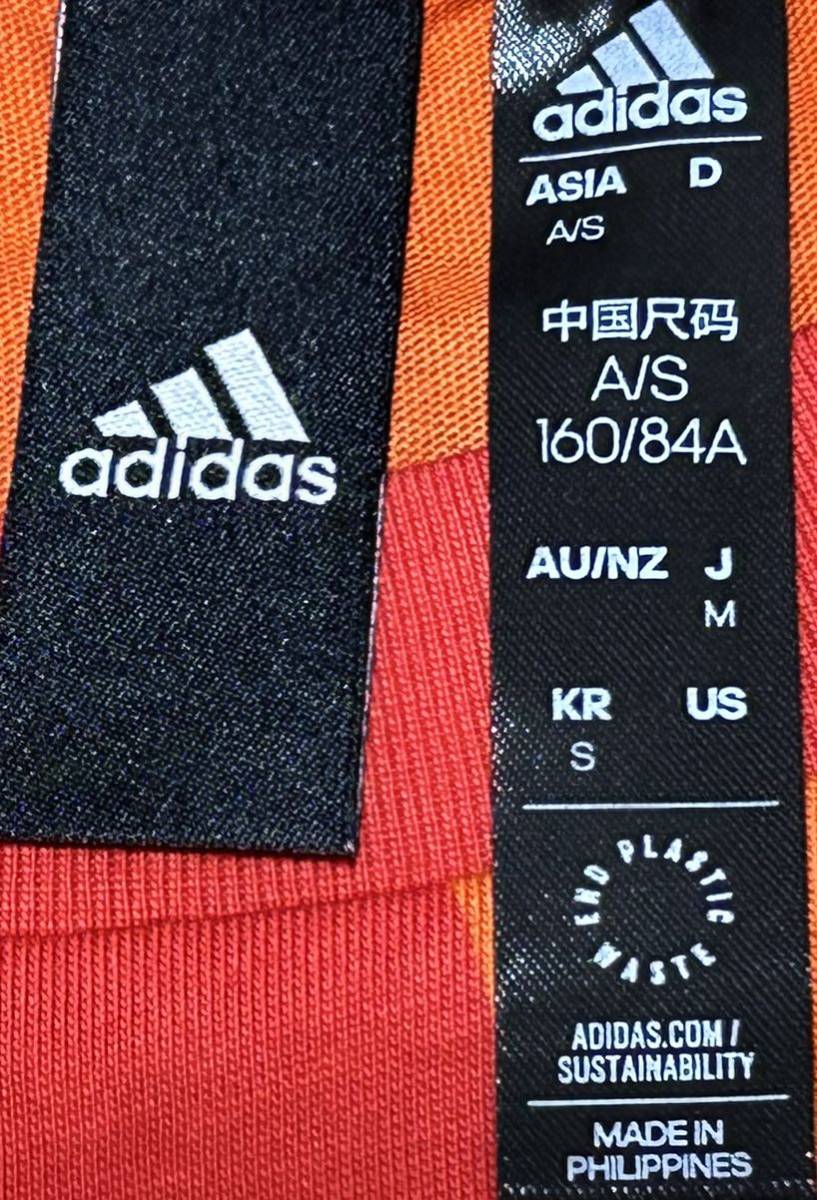 adidas
adidas
ASIA D
A/S
中国尺码
A/S
160/84A
AU/NZ J
M
KR US
S
END PLASTIC WASTE
ADIDAS.COM /
SUSTAINABILITY
MADE IN
PHILIPPINES